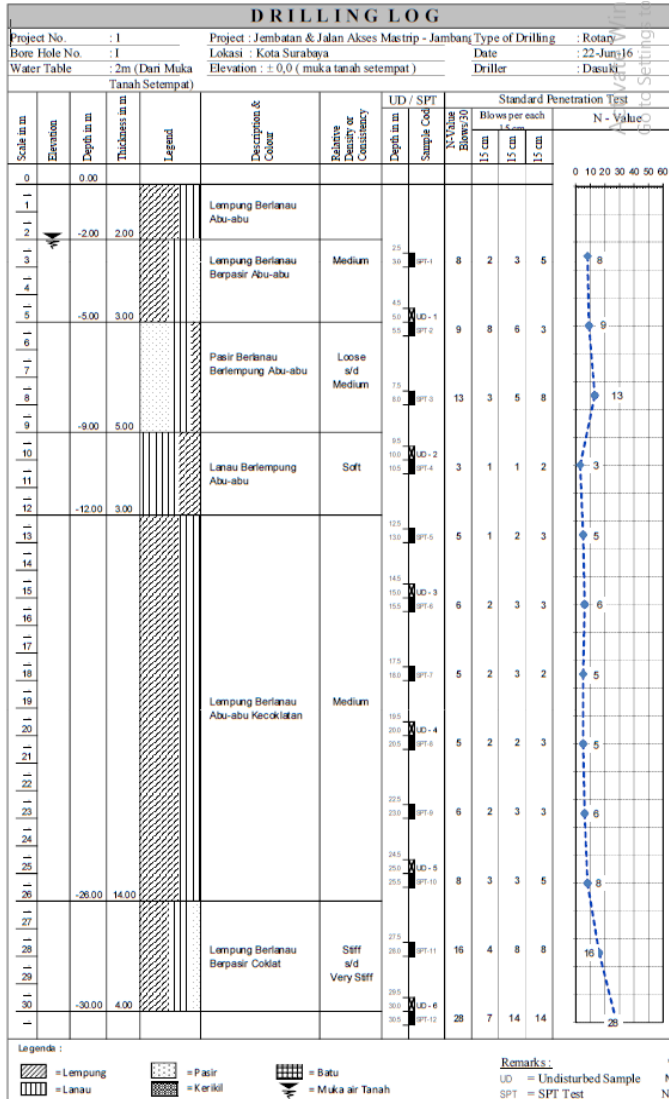 DRILLING LOG
Project No. : 1 Project : Jembatan & Jalan Akses Mastrip - Jambang Type of Drilling : Rotary
Bore Hole No. : I Lokasi : Kota Surabaya Date : 22-Jun-16
Water Table : 2m (Dari Muka Tanah Setempat) Elevation : ± 0,0 ( muka tanah setempat ) Driller : Dasuki
UD / SPT Standard Penetration Test
Scale in m Elevation Depth in m Thickness in m Legend Description & Colour Relative Density or Consistency Depth in m Sample Code N-Value Blows/30 Blows per each 15 cm N - Value
15 cm 15 cm 15 cm
0 10 20 30 40 50 60
0 0.00
1 Lempung Berlanau
Abu-abu
2 -2.00 2.00
2.5
3 Lempung Berlanau Medium 3.0 SPT-1 8 2 3 5 8
4 Berpasir Abu-abu
4.5
5 -5.00 3.00 5.0 UD - 1
5.5 SPT-2 9 8 6 3 9
6 Pasir Berlanau Loose
7 Berlempung Abu-abu s/d
Medium
7.5
8 8.0 SPT-3 13 3 5 8 13
9 -9.00 5.00
9.5
10 Lanau Berlempung Soft 10.0 UD - 2
10.5 SPT-4 3 1 1 2 3
11 Abu-abu
12 -12.00 3.00
12.5
13 13.0 SPT-5 5 1 2 3 5
14
14.5
15 15.0 UD - 3
15.5 SPT-6 6 2 3 3 6
16
17
17.5
18 18.0 SPT-7 5 2 3 2 5
19 Lempung Berlanau Medium
Abu-abu Kecoklatan
19.5
20 20.0 UD - 4
20.5 SPT-8 5 2 2 3 5
21
22
22.5
23 23.0 SPT-9 6 2 3 3 6
24
24.5
25 25.0 UD - 5
25.5 SPT-10 8 3 3 5 8
26 -26.00 14.00
27
27.5
28 Lempung Berlanau Stiff 28.0 SPT-11 16 4 8 8 16
29 Berpasir Coklat s/d
Very Stiff
29.5
30 -30.00 4.00 30.0 UD - 6
30.5 SPT-12 28 7 14 14 28
Legenda :
= Lempung = Pasir = Batu
= Lanau = Kerikil = Muka air Tanah
Remarks :
UD = Undisturbed Sample
SPT = SPT Test